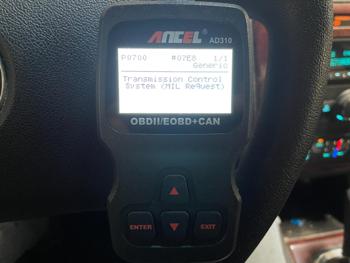 ANCEL
AD310
P0700 #07E8 1/1
Generic
Transmission Control
System (MIL Request)
OBDII/EOBD+CAN
ENTER
EXIT